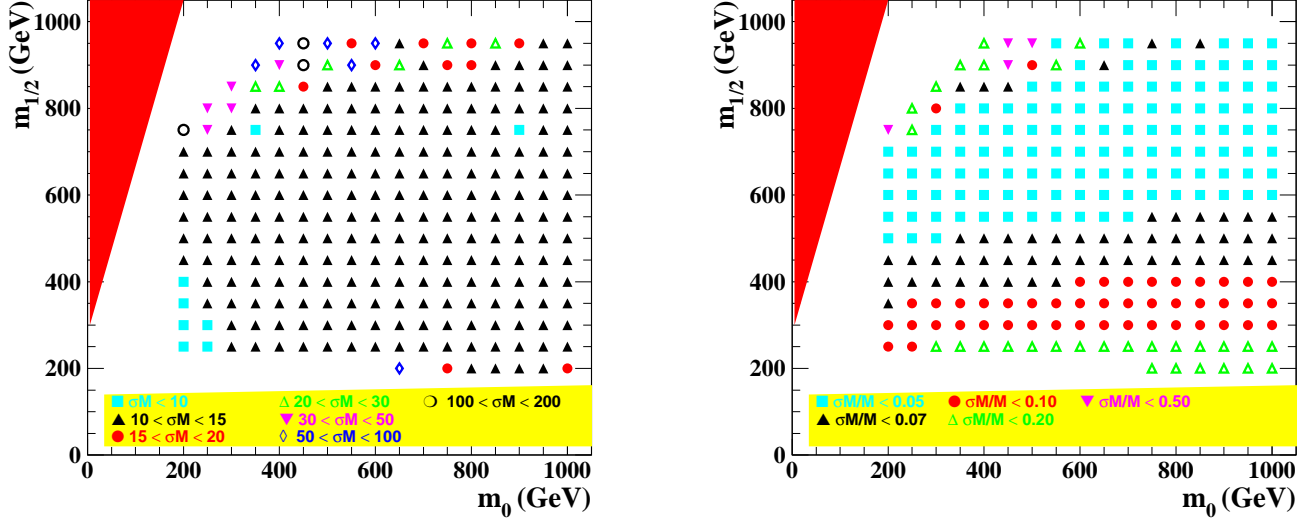 m1/2 (GeV)
1000
800
600
400
200
0
σM < 10
20 < σM < 30
100 < σM < 200
10 < σM < 15
30 < σM < 50
15 < σM < 20
50 < σM < 100
0 200 400 600 800 1000
m0 (GeV)
m1/2 (GeV)
1000
800
600
400
200
0
σM/M < 0.05
σM/M < 0.10
σM/M < 0.50
σM/M < 0.07
σM/M < 0.20
0 200 400 600 800 1000
m0 (GeV)